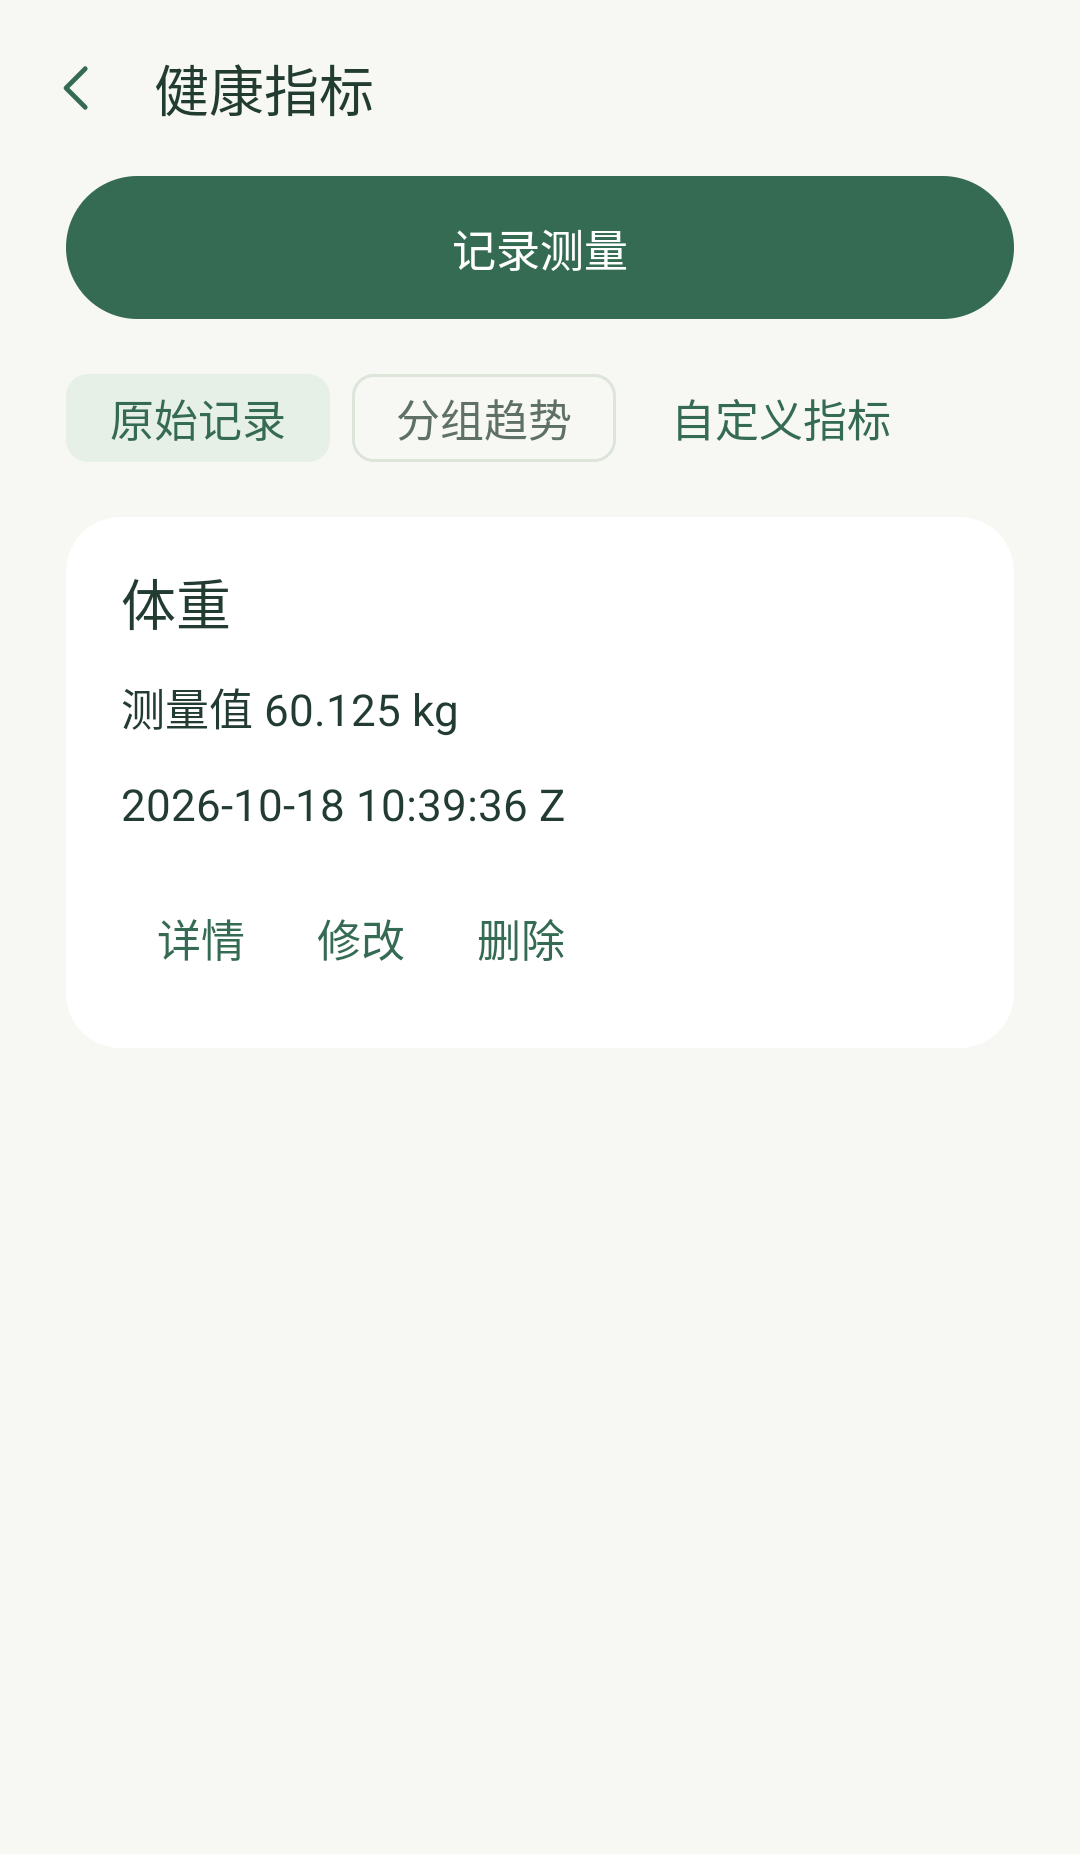 健康指标
记录测量
原始记录 分组趋势 自定义指标
体重
测量值 60.125 kg
2026-10-18 10:39:36 Z
详情 修改 删除